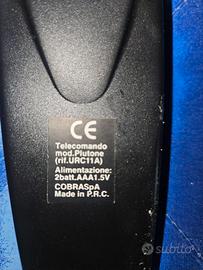 CE
Telecomando
mod.Plutone
(rif.URC11A)
Alimentazione:
2batt.AAA1.5V
COBRASpA
Made in P.R.C.
subito